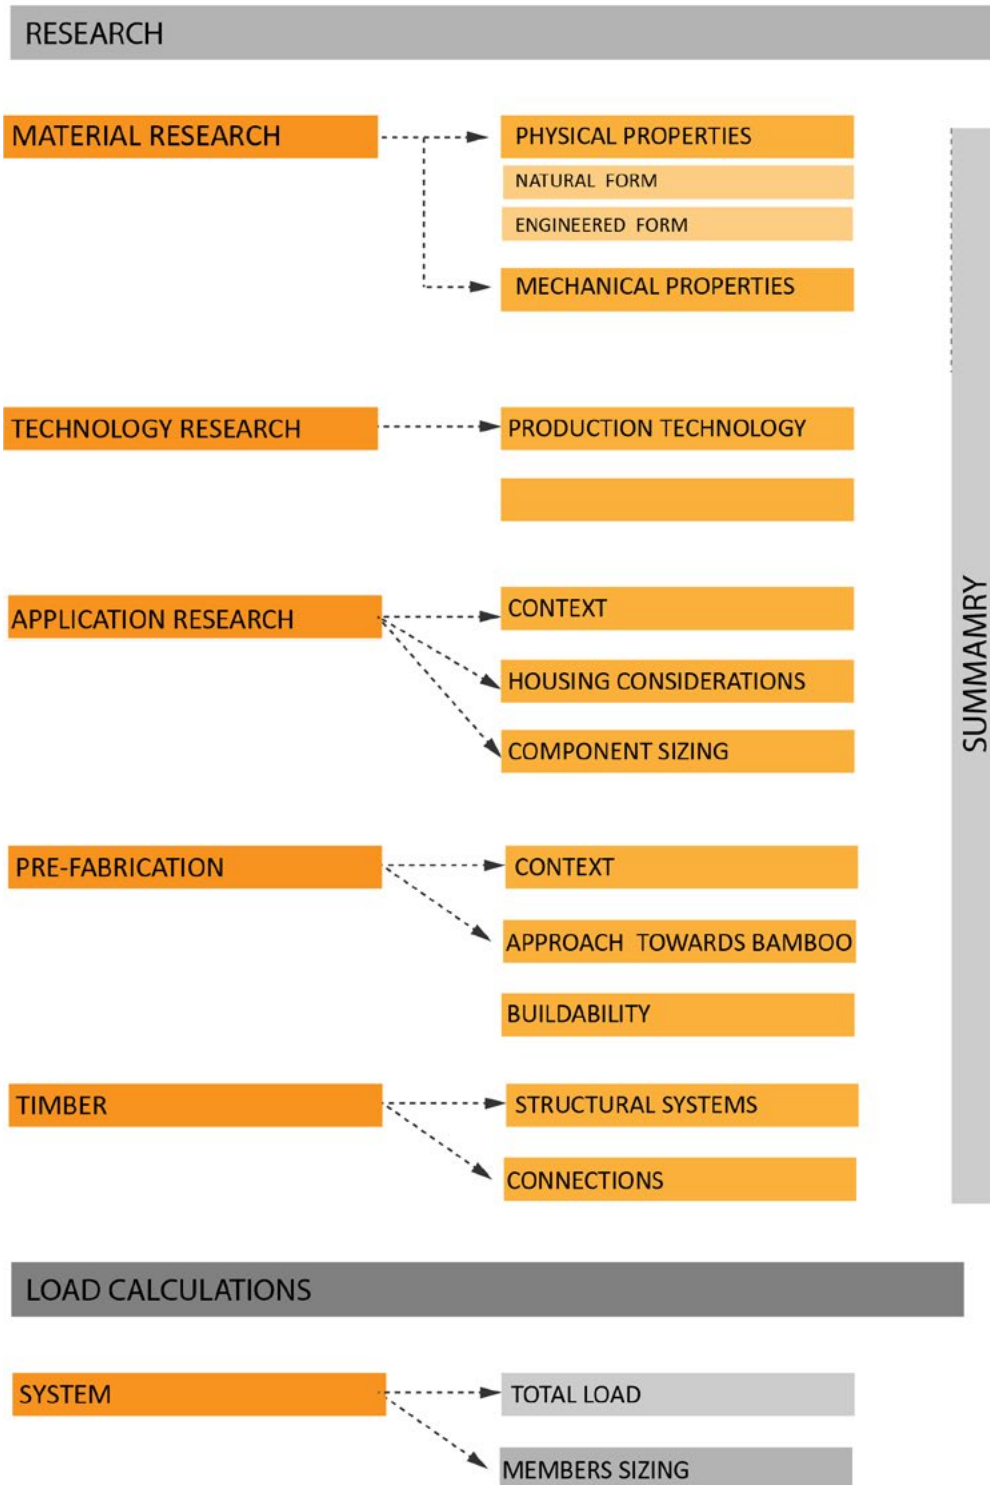 RESEARCH
MATERIAL RESEARCH
PHYSICAL PROPERTIES
NATURAL FORM
ENGINEERED FORM
MECHANICAL PROPERTIES
TECHNOLOGY RESEARCH
PRODUCTION TECHNOLOGY
APPLICATION RESEARCH
CONTEXT
HOUSING CONSIDERATIONS
COMPONENT SIZING
PRE-FABRICATION
CONTEXT
APPROACH TOWARDS BAMBOO
BUILDABILITY
TIMBER
STRUCTURAL SYSTEMS
CONNECTIONS
SUMMAMRY
LOAD CALCULATIONS
SYSTEM
TOTAL LOAD
MEMBERS SIZING